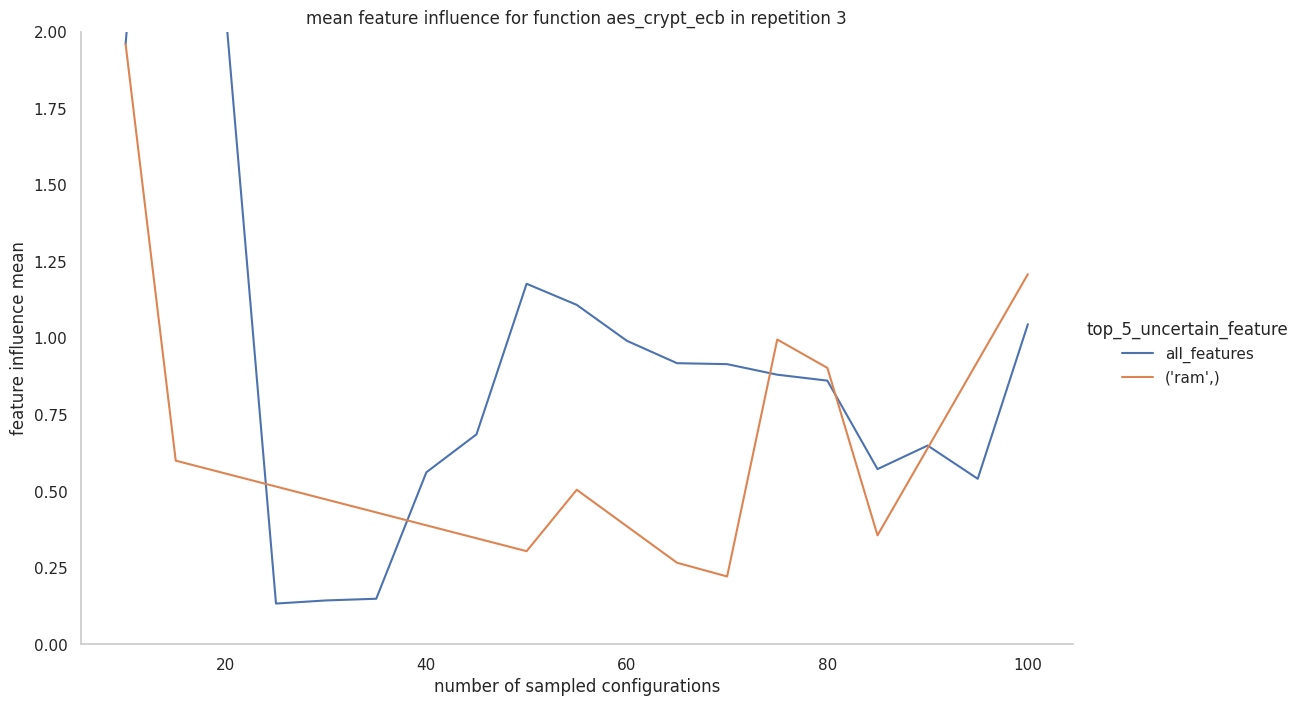 mean feature influence for function aes_crypt_ecb in repetition 3
2.00
1.75
1.50
1.25
1.00
0.75
0.50
0.25
0.00
feature influence mean
20
40
60
80
100
number of sampled configurations
top_5_uncertain_feature
all_features
('ram',)